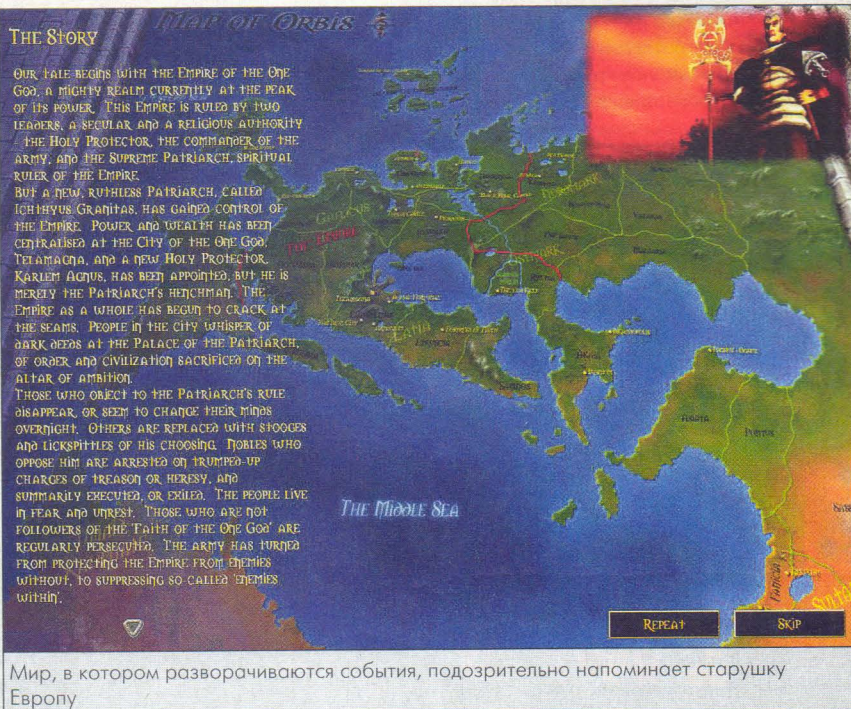 MAP OF ORBIS
THE STORY
OUR TALE BEGINS WITH THE EMPIRE OF THE ONE
GOD, A MIGHTY REALM CURRENTLY AT THE PEAK
OF ITS POWER. THIS EMPIRE IS RULED BY TWO
LEADERS, A SECULAR AND A RELIGIOUS AUTHORITY
- THE HOLY PROTECTOR, THE COMMANDER OF THE
ARMY, AND THE SUPREME PATRIARCH, SPIRITUAL
RULER OF THE EMPIRE.
BUT A NEW, RUTHLESS PATRIARCH, CALLED
ICHTHYUS GRANITAS, HAS GAINED CONTROL OF
THE EMPIRE. POWER AND WEALTH HAS BEEN
CENTRALISED AT THE CITY OF THE ONE GOD,
TELAMAGNA, AND A NEW HOLY PROTECTOR,
KARLEM AGNUS, HAS BEEN APPOINTED, BUT HE IS
MERELY THE PATRIARCH'S HENCHMAN. THE
EMPIRE AS A WHOLE HAS BEGUN TO CRACK AT
THE SEAMS. PEOPLE IN THE CITY WHISPER OF
DARK DEEDS AT THE PALACE OF THE PATRIARCH,
OF ORDER AND CIVILIZATION SACRIFICED ON THE
ALTAR OF AMBITION.
THOSE WHO OBJECT TO THE PATRIARCH'S RULE
DISAPPEAR, OR SEEM TO CHANGE THEIR MINDS
OVERNIGHT. OTHERS ARE REPLACED WITH STOOGES
AND LICKSPITTLES OF HIS CHOOSING. NOBLES WHO
OPPOSE HIM ARE ARRESTED ON TRUMPED-UP
CHARGES OF TREASON OR HERESY, AND
SUMMARILY EXECUTED, OR EXILED. THE PEOPLE LIVE
IN FEAR AND UNREST. THOSE WHO ARE NOT
FOLLOWERS OF THE 'FAITH OF THE ONE GOD' ARE
REGULARLY PERSECUTED. THE ARMY HAS TURNED
FROM PROTECTING THE EMPIRE FROM ENEMIES
WITHOUT, TO SUPPRESSING SO-CALLED 'ENEMIES
WITHIN'.
THE EMPIRE
THE MIDDLE SEA
PONTUS
REPEAT
SKIP
Мир, в котором разворачиваются события, подозрительно напоминает старушку
Европу